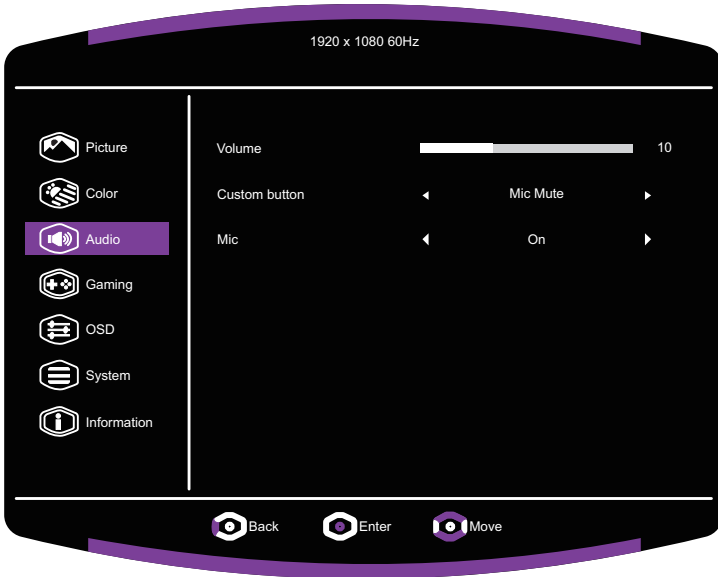 1920 x 1080 60Hz
Picture
Color
Audio
Gaming
OSD
System
Information
Volume 10
Custom button Mic Mute
Mic On
Back Enter Move